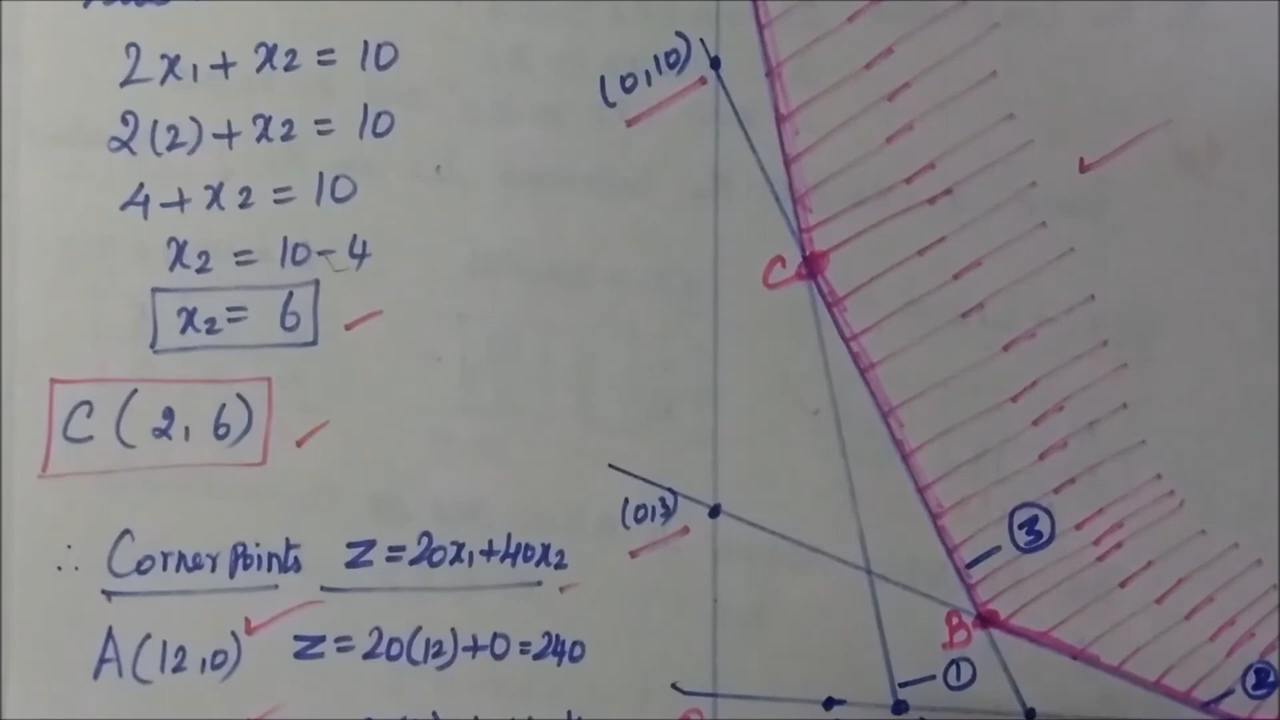 2x₁ + x₂ = 10
2(2) + x₂ = 10
4 + x₂ = 10
x₂ = 10 - 4
x₂ = 6
C (2, 6)
∴ Corner points Z = 20x₁ + 40x₂
A(12,0) Z = 20(12) + 0 = 240
(0,10)
C
(0,3)
③
B
①
②